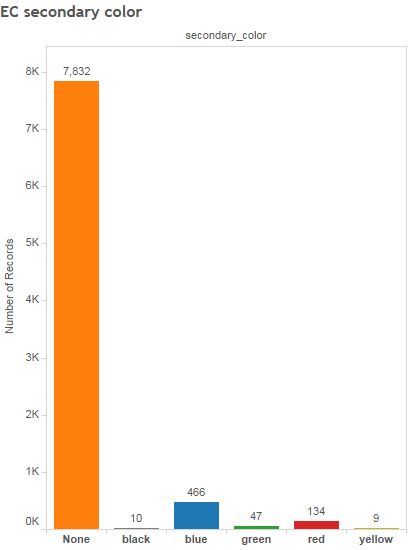 EC secondary color
secondary_color
Number of Records
8K
7K
6K
5K
4K
3K
2K
1K
0K
7,832
10
466
47
134
9
None black blue green red yellow